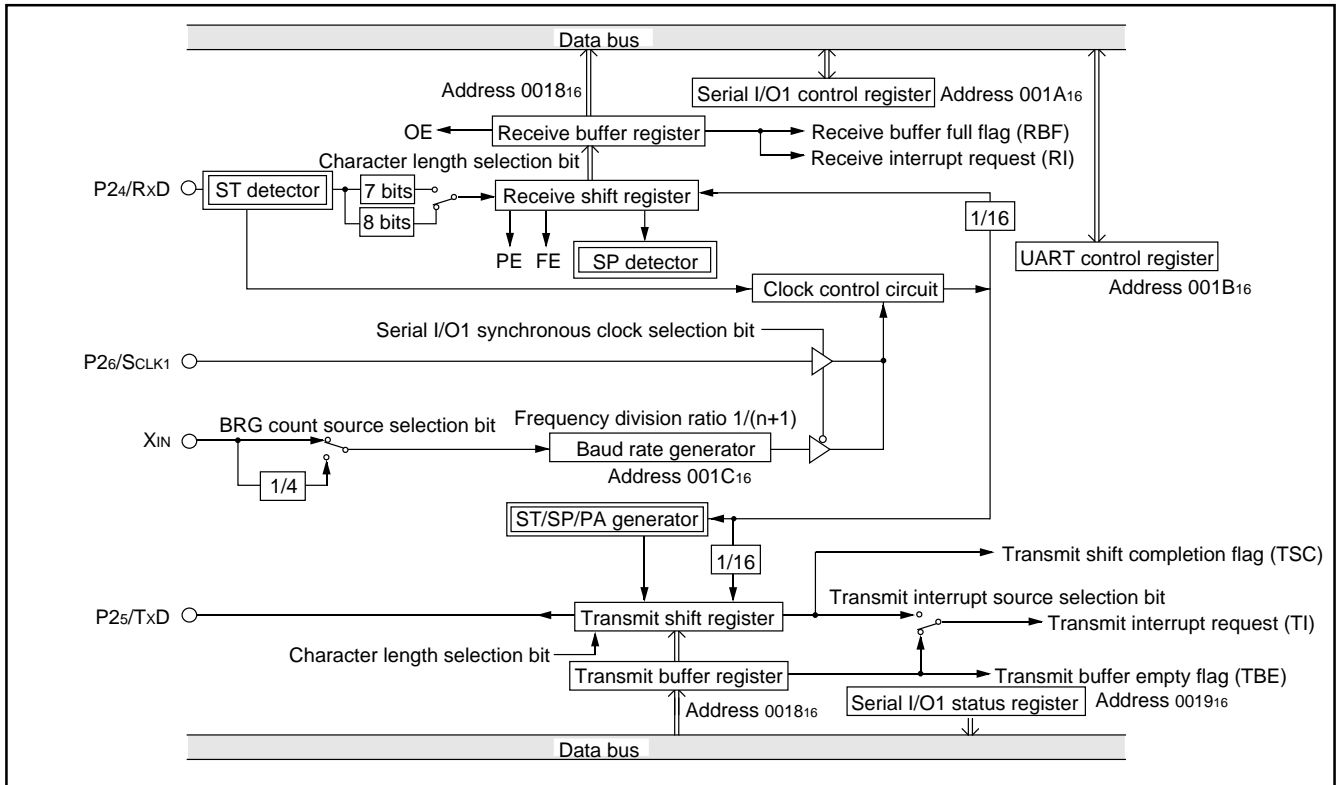 Data bus
Address 001816
Serial I/O1 control register Address 001A16
OE Receive buffer register Receive buffer full flag (RBF)
Character length selection bit Receive interrupt request (RI)
P24/RXD ST detector 7 bits Receive shift register
8 bits 1/16
PE FE SP detector UART control register
Clock control circuit Address 001B16
Serial I/O1 synchronous clock selection bit
P26/SCLK1
BRG count source selection bit Frequency division ratio 1/(n+1)
XIN Baud rate generator
1/4 Address 001C16
ST/SP/PA generator
1/16 Transmit shift completion flag (TSC)
Transmit interrupt source selection bit
P25/TXD Transmit shift register Transmit interrupt request (TI)
Character length selection bit
Transmit buffer register Transmit buffer empty flag (TBE)
Address 001816 Serial I/O1 status register Address 001916
Data bus